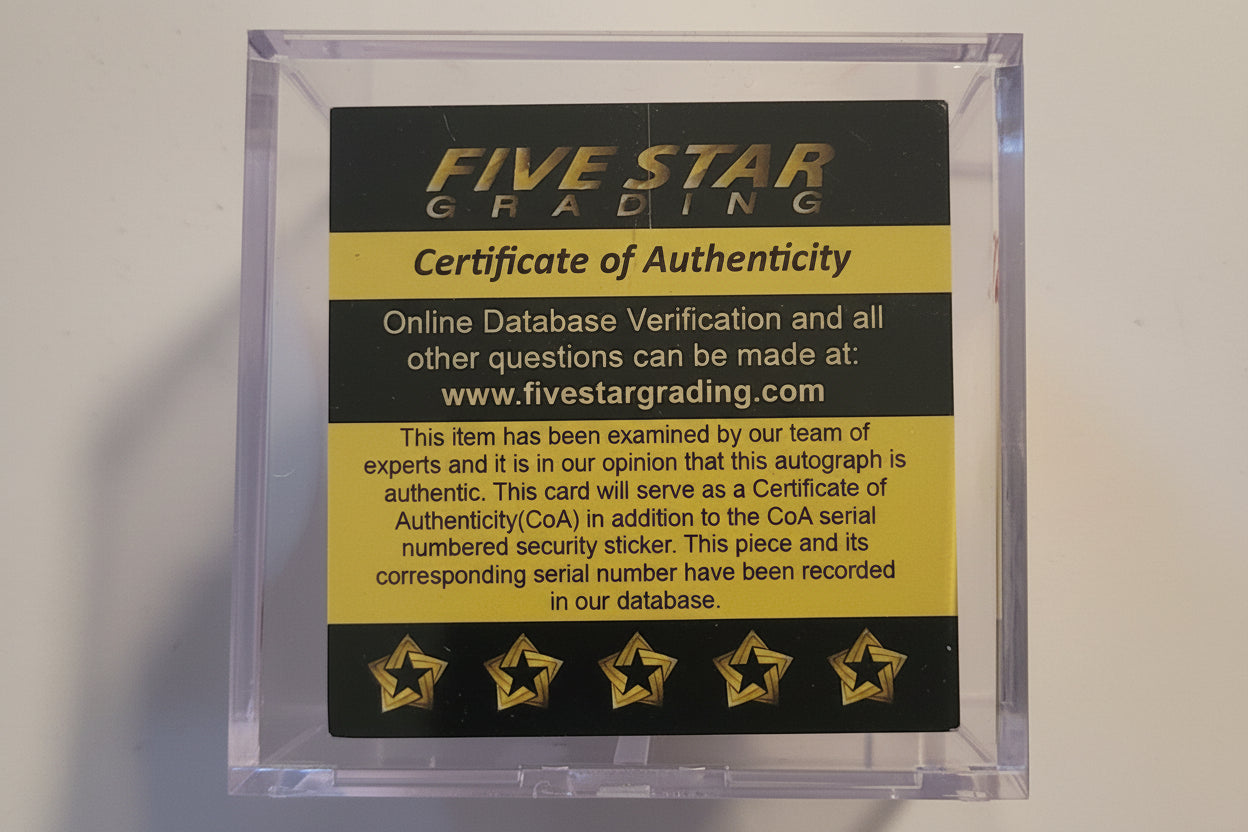 FIVE STAR
GRADING
Certificate of Authenticity
Online Database Verification and all
other questions can be made at:
www.fivestargrading.com
This item has been examined by our team of
experts and it is in our opinion that this autograph is
authentic. This card will serve as a Certificate of
Authenticity(CoA) in addition to the CoA serial
numbered security sticker. This piece and its
corresponding serial number have been recorded
in our database.